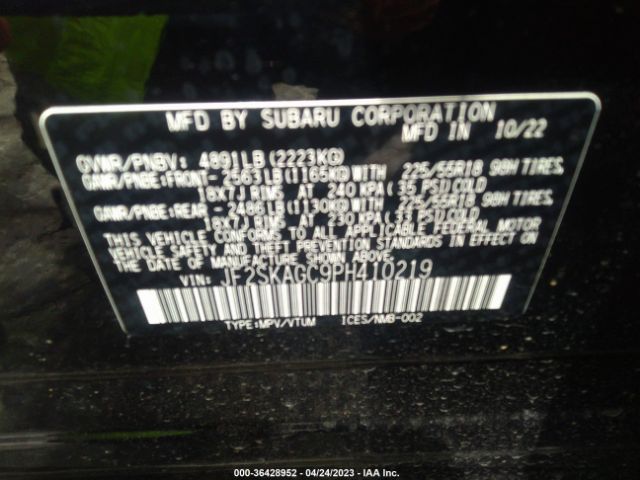 MFD BY SUBARU CORPORATION
MFD IN 10/22
GVWR/PNBV: 4891LB(2223KG)
GAWR/PNBE:FRONT-2563LB(1165KG)WITH 225/55R18 98H TIRES,
18X7J RIMS AT 240 KPA(35 PSI)COLD
GAWR/PNBE:REAR-2486LB(1130KG)WITH 225/55R18 98H TIRES,
18X7J RIMS AT 230 KPA(33 PSI)COLD
THIS VEHICLE CONFORMS TO ALL APPLICABLE FEDERAL MOTOR
VEHICLE SAFETY AND THEFT PREVENTION STANDARDS IN EFFECT ON
THE DATE OF MANUFACTURE SHOWN ABOVE.
VIN: JF2SKAGC9PH410219
TYPE:MPV/VTUM ICES/NMB-002
000-36428952 - 04/24/2023 - IAA Inc.